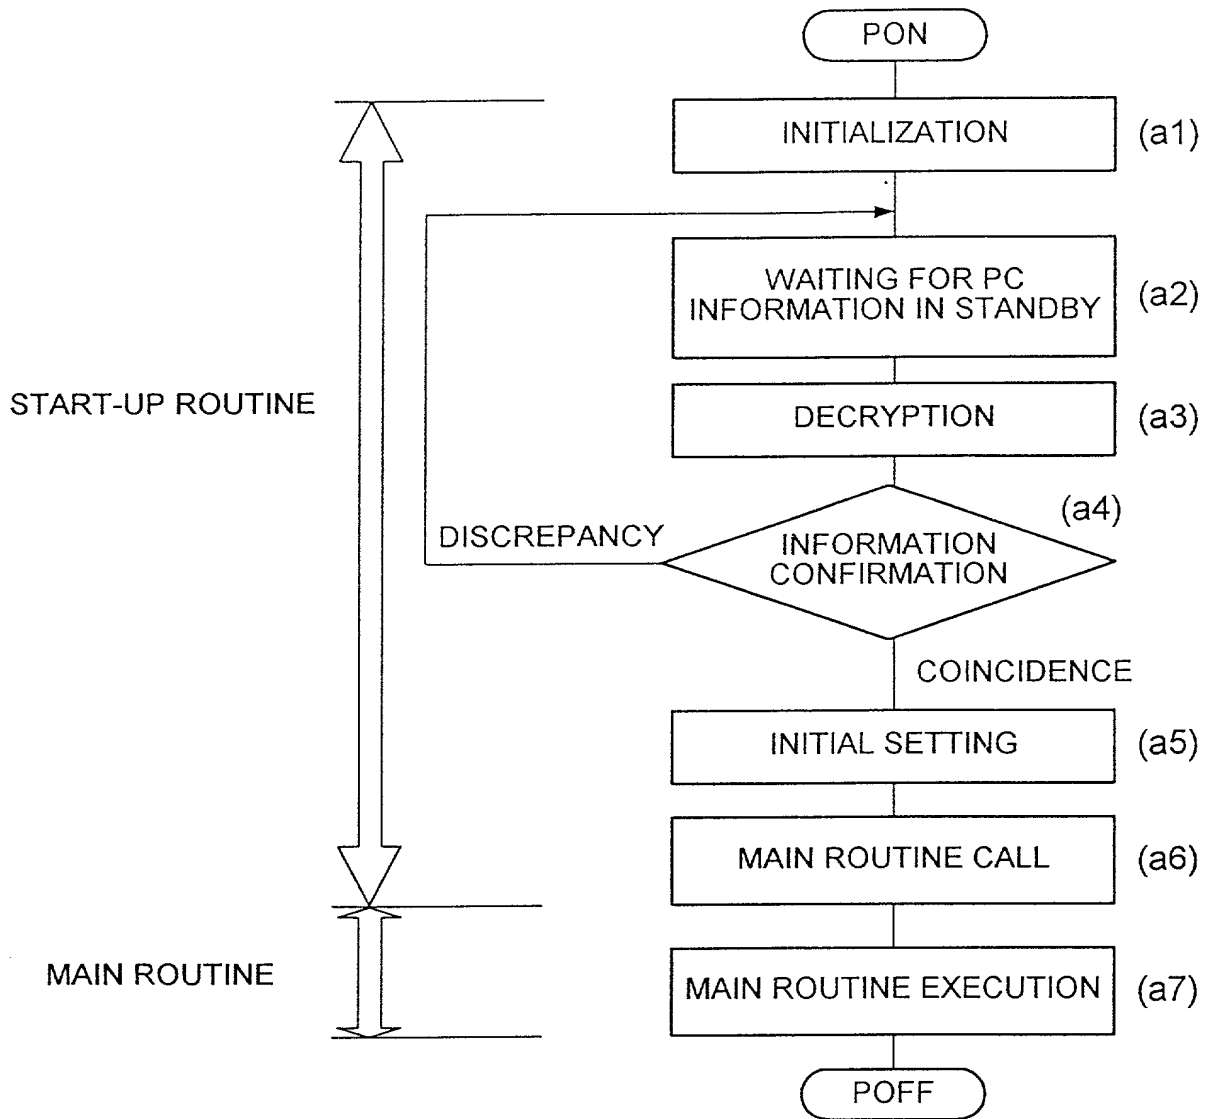 PON
INITIALIZATION
(a1)
WAITING FOR PC
INFORMATION IN STANDBY
(a2)
START-UP ROUTINE
DECRYPTION
(a3)
(a4)
DISCREPANCY
INFORMATION
CONFIRMATION
COINCIDENCE
INITIAL SETTING
(a5)
MAIN ROUTINE CALL
(a6)
MAIN ROUTINE
MAIN ROUTINE EXECUTION
(a7)
POFF